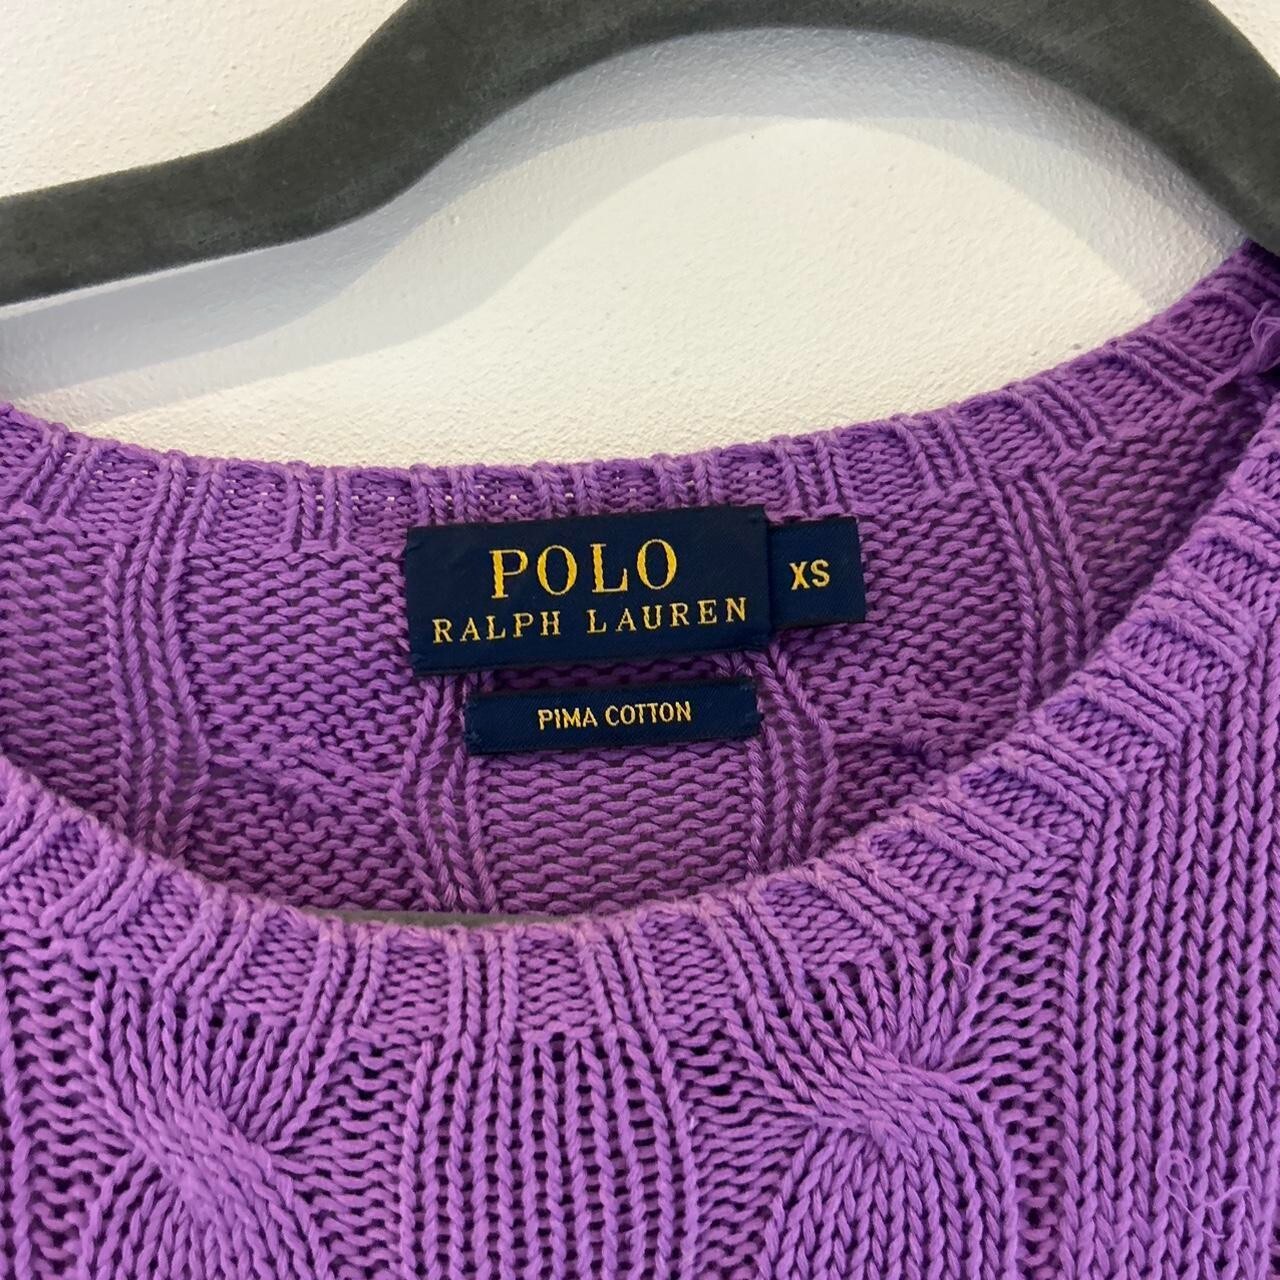 POLO
RALPH LAUREN
XS
PIMA COTTON